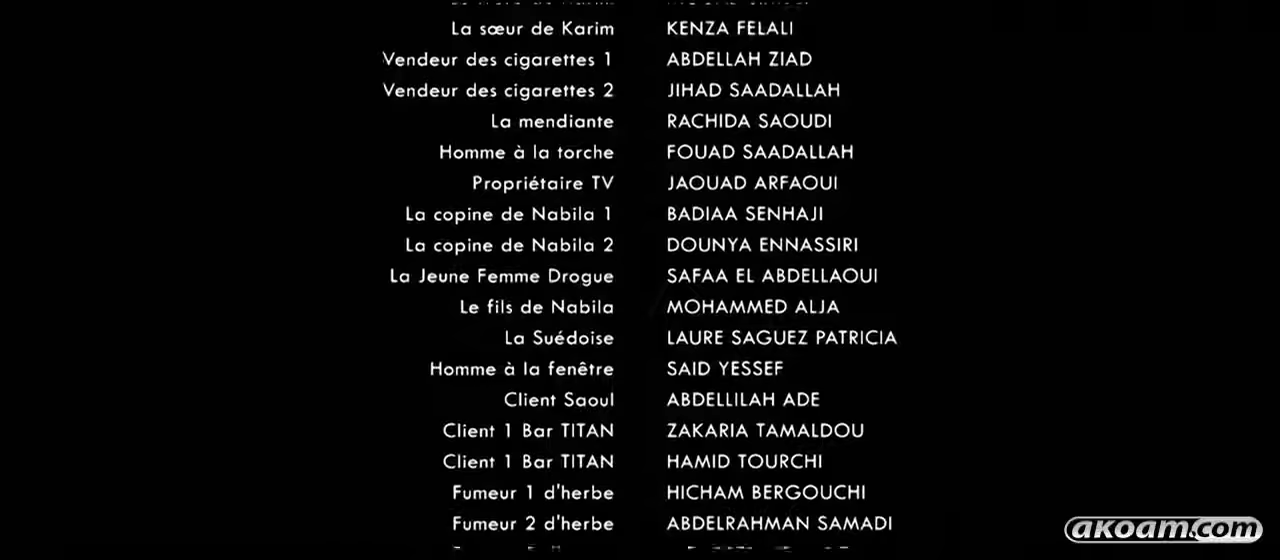 La sœur de Karim KENZA FELALI
Vendeur des cigarettes 1 ABDELLAH ZIAD
Vendeur des cigarettes 2 JIHAD SAADALLAH
La mendiante RACHIDA SAOUDI
Homme à la torche FOUAD SAADALLAH
Propriétaire TV JAOUAD ARFAOUI
La copine de Nabila 1 BADIAA SENHAJI
La copine de Nabila 2 DOUNYA ENNASSIRI
La Jeune Femme Drogue SAFAA EL ABDELLAOUI
Le fils de Nabila MOHAMMED ALJA
La Suédoise LAURE SAGUEZ PATRICIA
Homme à la fenêtre SAID YESSEF
Client Saoul ABDELLILAH ADE
Client 1 Bar TITAN ZAKARIA TAMALDOU
Client 1 Bar TITAN HAMID TOURCHI
Fumeur 1 d'herbe HICHAM BERGOUCHI
Fumeur 2 d'herbe ABDELRAHMAN SAMADI
akoam.com